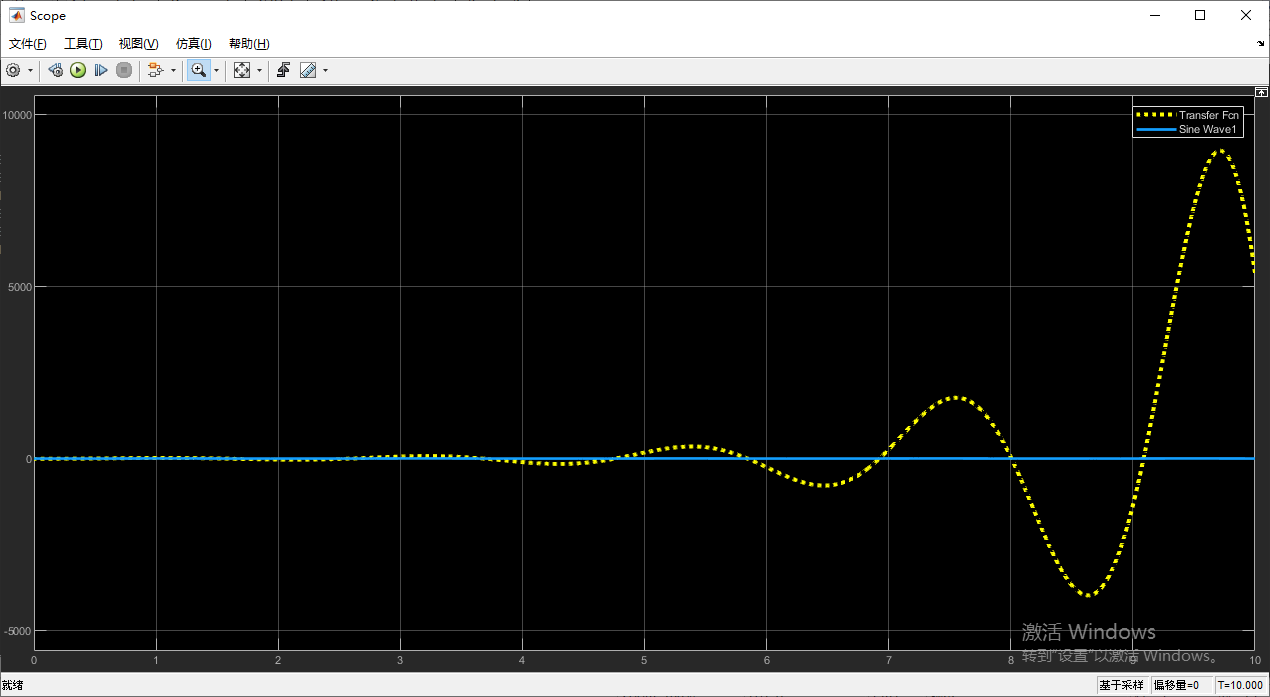 Scope
文件(F) 工具(T) 视图(V) 仿真(I) 帮助(H)
10000
5000
0
-5000
Transfer Fcn
Sine Wave1
0 1 2 3 4 5 6 7 8 9 10
激活 Windows
转到"设置"以激活 Windows。
就绪
基于采样 偏移量=0 T=10.000